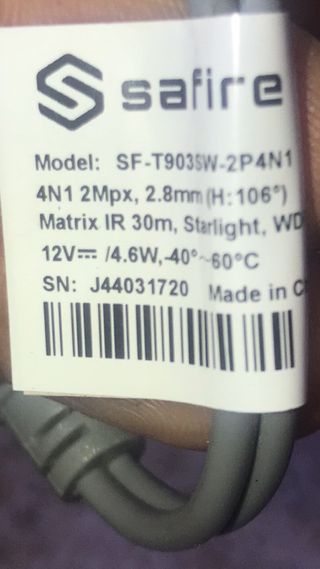 safire
Model: SF-T903SW-2P4N1
4N1 2Mpx, 2.8mm (H:106°)
Matrix IR 30m, Starlight, WD
12V⎓ /4.6W,-40°~60°C
SN: J44031720 Made in C